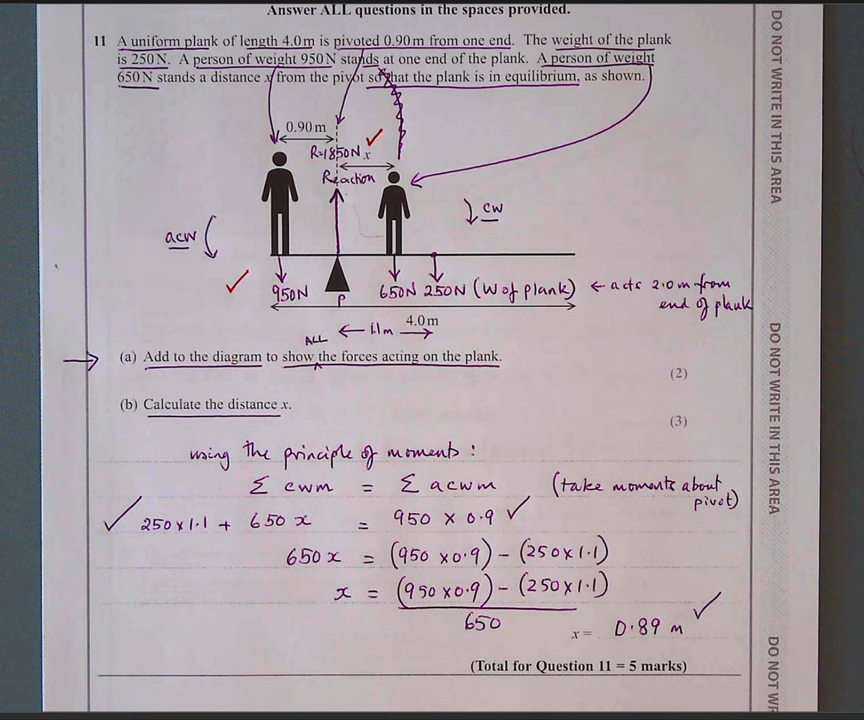 Answer ALL questions in the spaces provided.
11 A uniform plank of length 4.0 m is pivoted 0.90 m from one end. The weight of the plank
is 250 N. A person of weight 950 N stands at one end of the plank. A person of weight
650 N stands a distance x from the pivot so that the plank is in equilibrium, as shown.
0.90 m
R=1850N x
Reaction
acw
cw
950N P 650N 250N (W of plank) ← acts 2.0m from
end of plank
4.0 m
← 1.1m →
ALL
(a) Add to the diagram to show the forces acting on the plank.
(2)
(b) Calculate the distance x.
(3)
using the principle of moments :
Σ cwm = Σ acwm (take moments about
pivot)
250 x 1.1 + 650 x = 950 x 0.9
650 x = (950 x 0.9) - (250 x 1.1)
x = (950 x 0.9) - (250 x 1.1)
650
x = 0.89 m
(Total for Question 11 = 5 marks)
DO NOT WRITE IN THIS AREA
DO NOT WRITE IN THIS AREA
DO NOT WR